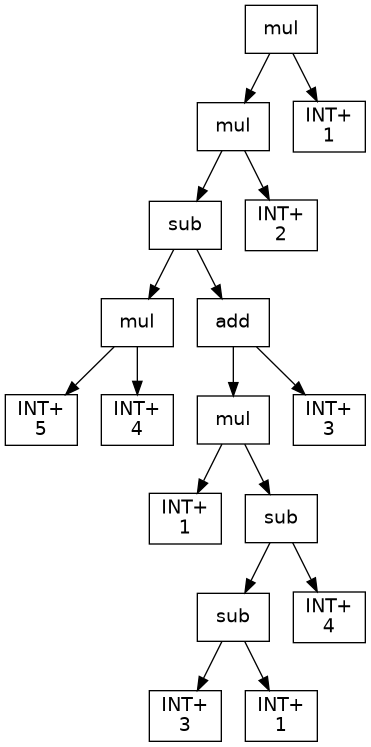 mul
mul
INT+
1
sub
INT+
2
mul
add
INT+
5
INT+
4
mul
INT+
3
INT+
1
sub
sub
INT+
4
INT+
3
INT+
1